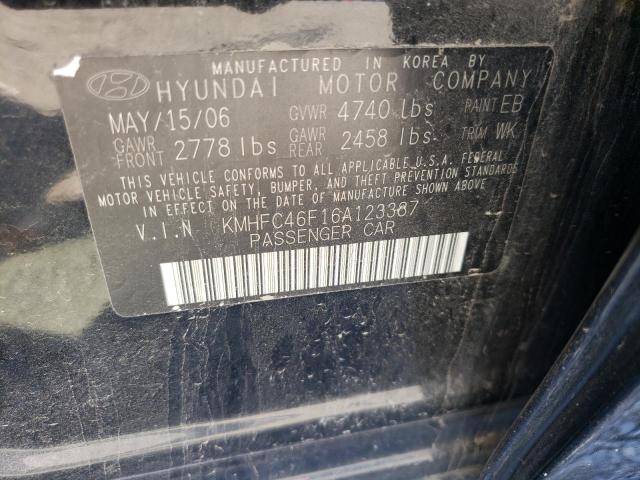 MANUFACTURED IN KOREA BY
HYUNDAI MOTOR COMPANY
MAY/15/06 GVWR 4740 lbs PAINT EB
GAWR FRONT 2778 lbs GAWR REAR 2458 lbs TRIM WK
THIS VEHICLE CONFORMS TO ALL APPLICABLE U.S.A. FEDERAL
MOTOR VEHICLE SAFETY, BUMPER, AND THEFT PREVENTION STANDARDS
IN EFFECT ON THE DATE OF MANUFACTURE SHOWN ABOVE
V.I.N KMHFC46F16A123387
PASSENGER CAR